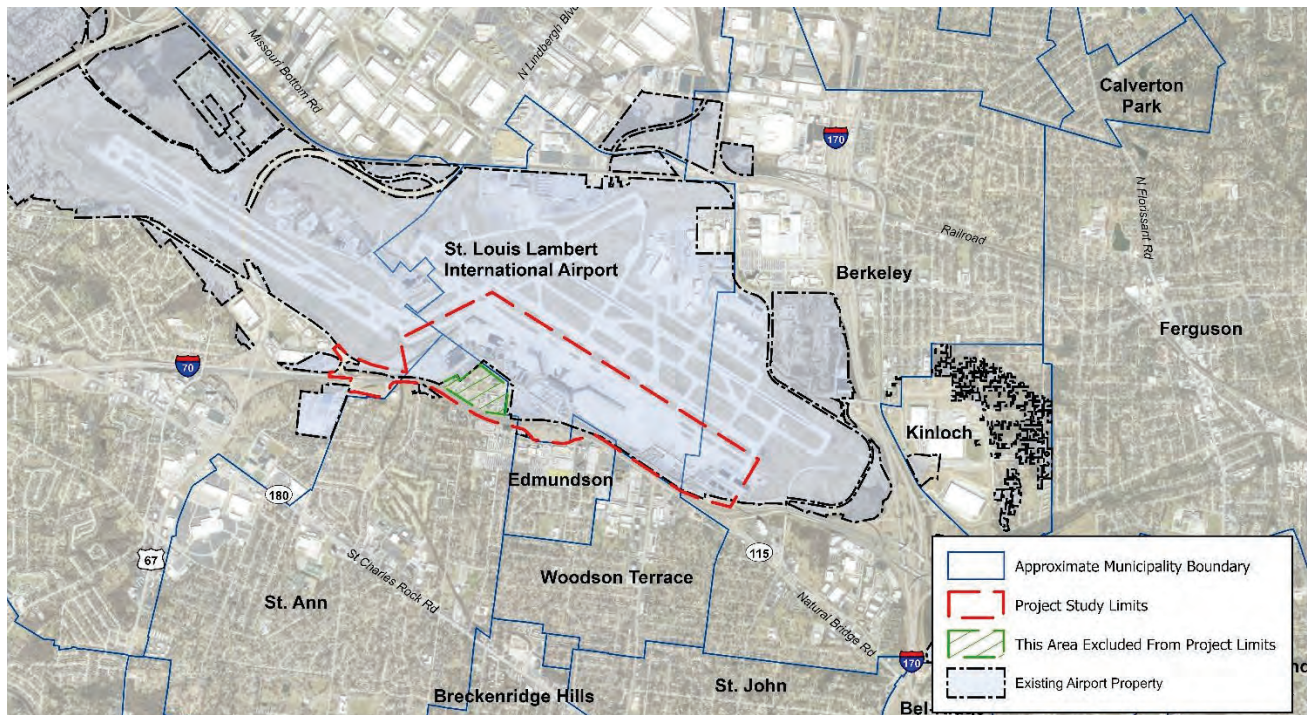 Missouri Bottom Rd
N Lindbergh Blvd
Calverton
Park
170
N Florissant Rd
St. Louis Lambert
International Airport
Railroad
Berkeley
Ferguson
70
Kinloch
Edmundson
180
67
115
Woodson Terrace
St. Ann
St Charles Rock Rd
Natural Bridge Rd
170
St. John
Breckenridge Hills
Approximate Municipality Boundary
Project Study Limits
This Area Excluded From Project Limits
Existing Airport Property